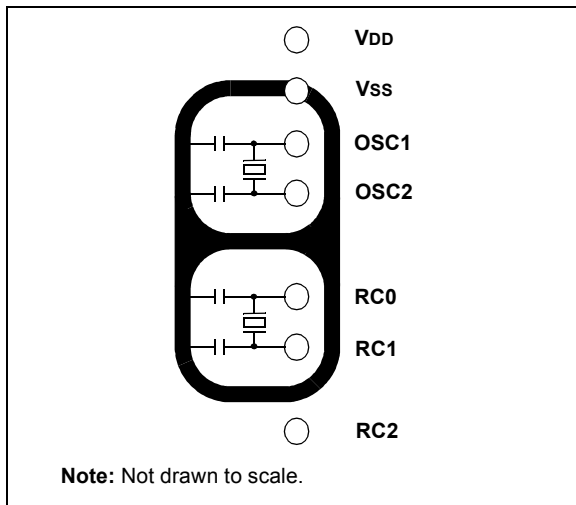 VDD
VSS
OSC1
OSC2
RC0
RC1
RC2
Note: Not drawn to scale.